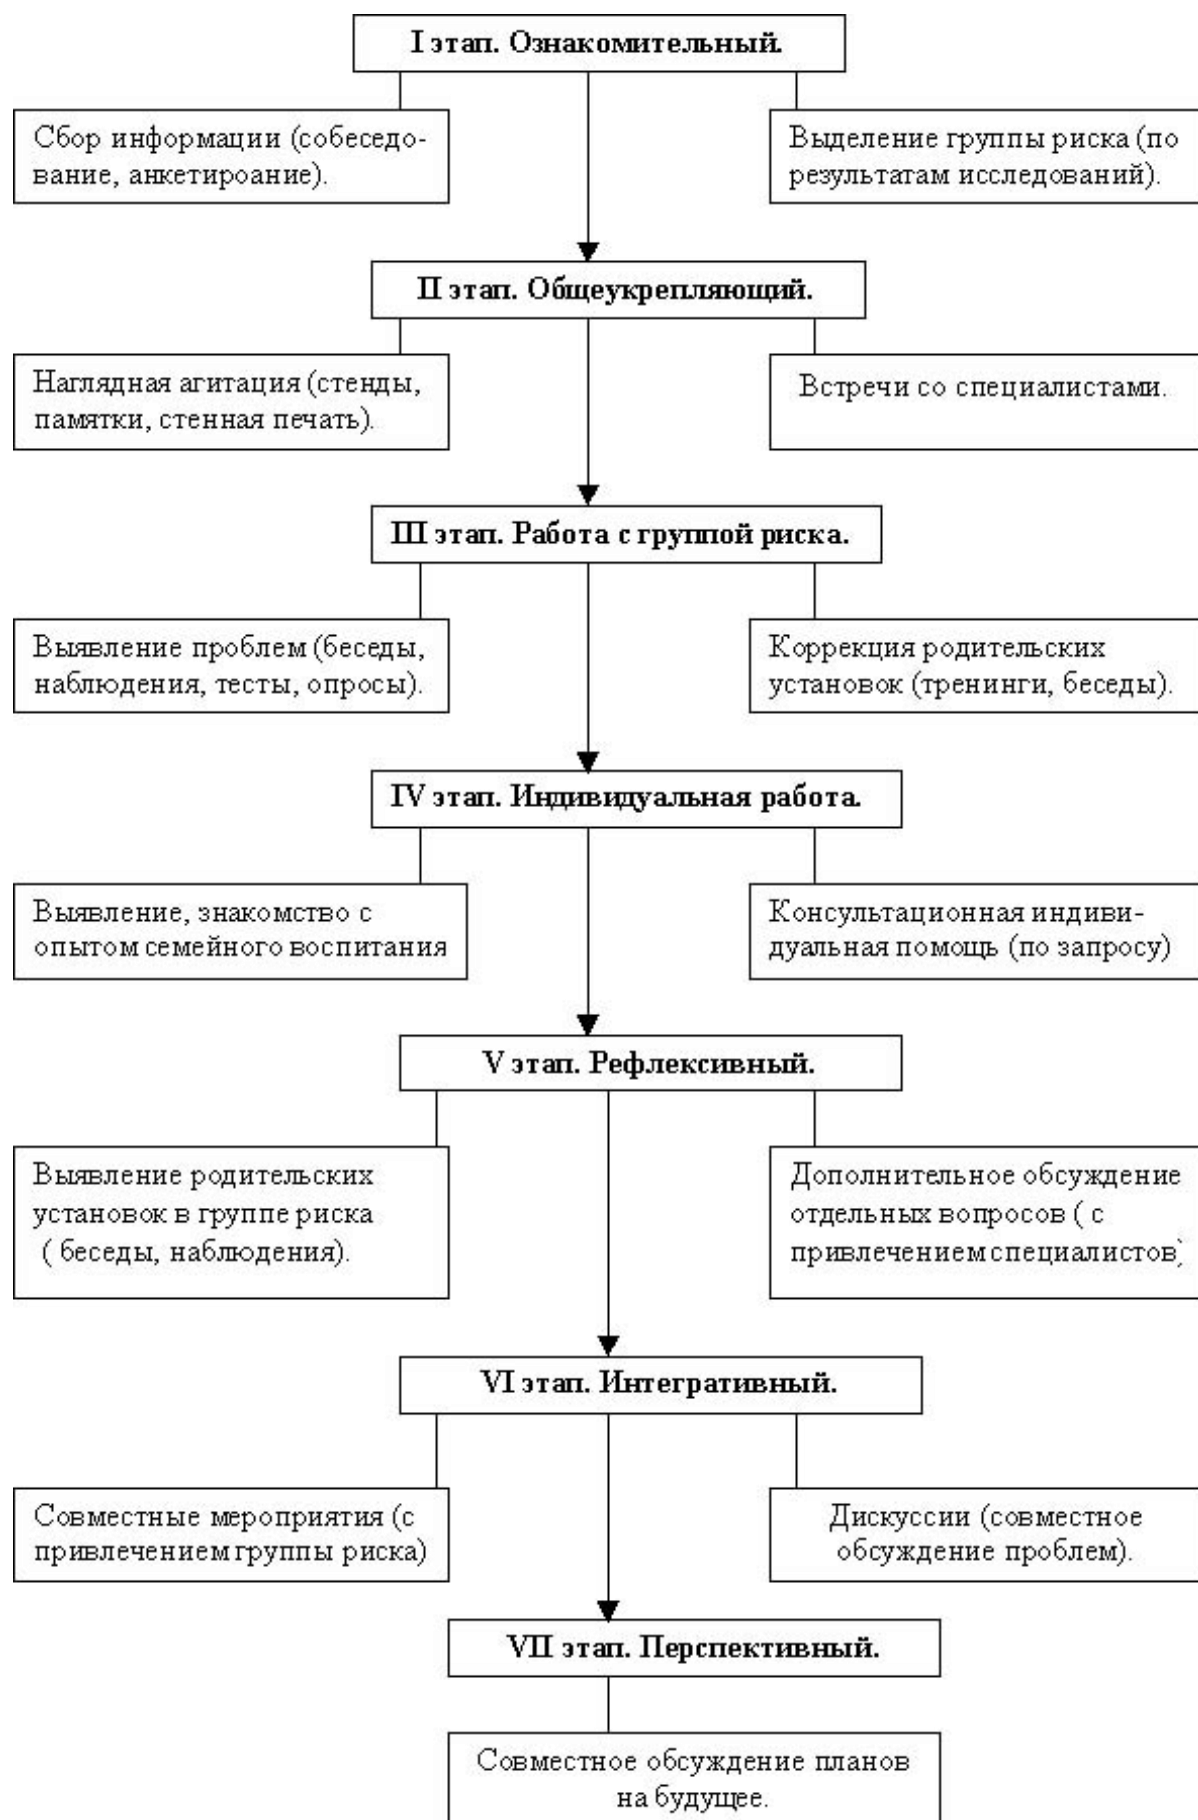 I этап. Ознакомительный.
Сбор информации (собеседо-
вание, анкетироание).
Выделение группы риска (по
результатам исследований).
II этап. Общеукрепляющий.
Наглядная агитация (стенды,
памятки, стенная печать).
Встречи со специалистами.
III этап. Работа с группой риска.
Выявление проблем (беседы,
наблюдения, тесты, опросы).
Коррекция родительских
установок (тренинги, беседы).
IV этап. Индивидуальная работа.
Выявление, знакомство с
опытом семейного воспитания
Консультационная индиви-
дуальная помощь (по запросу)
V этап. Рефлексивный.
Выявление родительских
установок в группе риска
( беседы, наблюдения).
Дополнительное обсуждение
отдельных вопросов ( с
привлечением специалистов)
VI этап. Интегративный.
Совместные мероприятия (с
привлечением группы риска)
Дискуссии (совместное
обсуждение проблем).
VII этап. Перспективный.
Совместное обсуждение планов
на будущее.